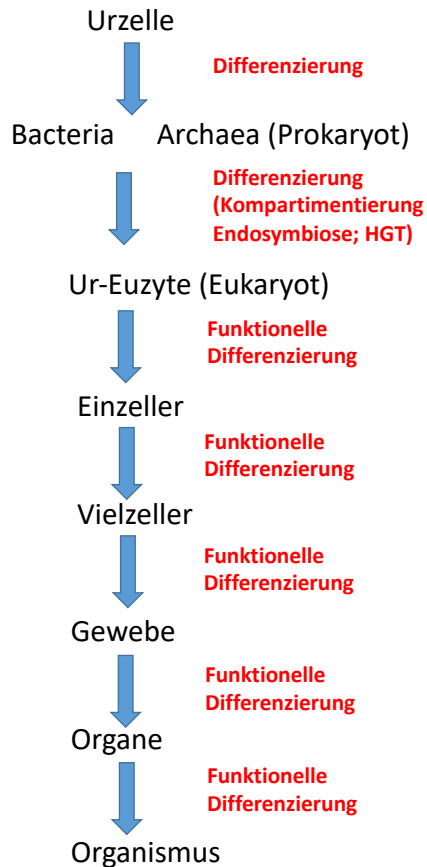 Urzelle
Differenzierung
Bacteria Archaea (Prokaryot)
Differenzierung
(Kompartimentierung
Endosymbiose; HGT)
Ur-Euzyte (Eukaryot)
Funktionelle
Differenzierung
Einzeller
Funktionelle
Differenzierung
Vielzeller
Funktionelle
Differenzierung
Gewebe
Funktionelle
Differenzierung
Organe
Funktionelle
Differenzierung
Organismus